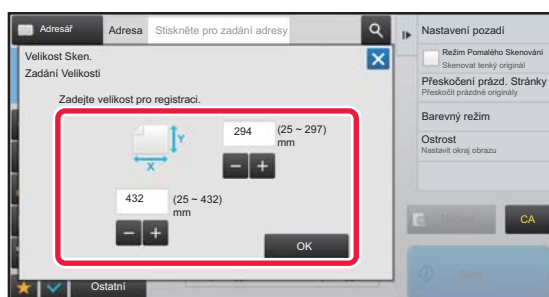 Adresář
Adresa
Stiskněte pro zadání adresy
Velikost Sken.
Zadání Velikosti
Zadejte velikost pro registraci.
Y
X
294
(25 ~ 297)
mm
432
(25 ~ 432)
mm
OK
Ostatní
Nastavení pozadí
Režim Pomalého Skenování
Skenovat tenký originál
Přeskočení prázd. Stránky
Přeskočit prázdné originály
Barevný režim
Ostrost
Nastavit okraj obrazu
Náhled
CA
Start